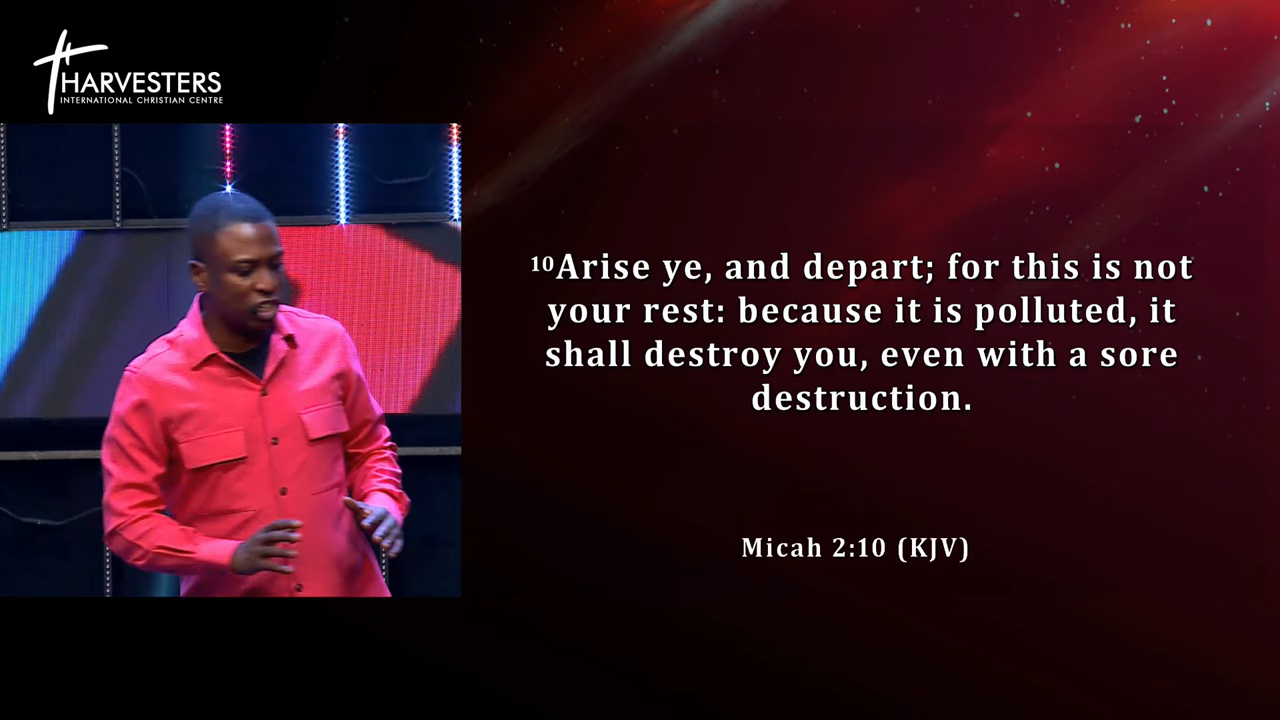 HARVESTERS
INTERNATIONAL CHRISTIAN CENTRE
10Arise ye, and depart; for this is not
your rest: because it is polluted, it
shall destroy you, even with a sore
destruction.
Micah 2:10 (KJV)